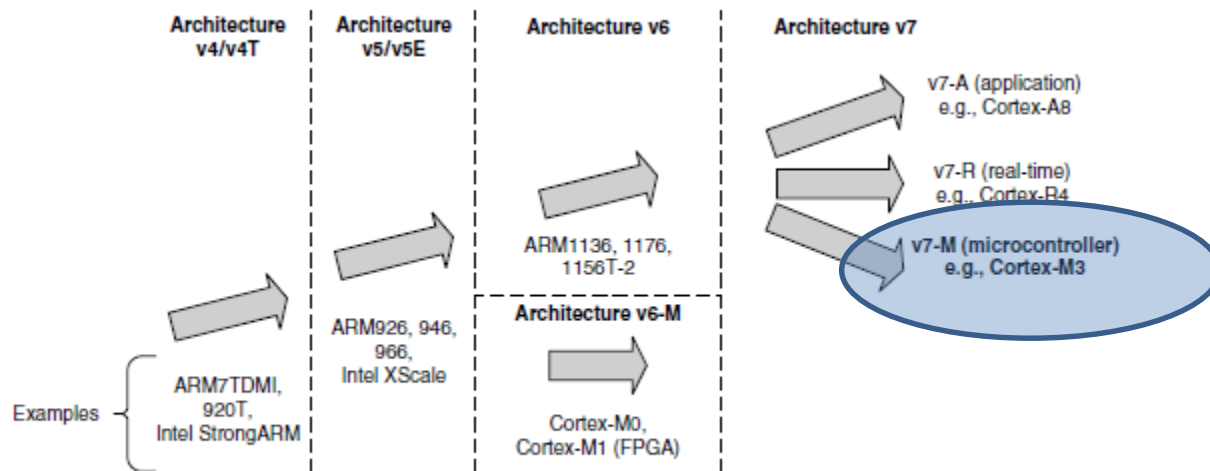 Architecture
v4/v4T
Architecture
v5/v5E
Architecture v6
Architecture v7
v7-A (application)
e.g., Cortex-A8
v7-R (real-time)
e.g., Cortex-R4
v7-M (microcontroller)
e.g., Cortex-M3
ARM1136, 1176,
1156T-2
Architecture v6-M
ARM926, 946,
966,
Intel XScale
Examples
ARM7TDMI,
920T,
Intel StrongARM
Cortex-M0,
Cortex-M1 (FPGA)